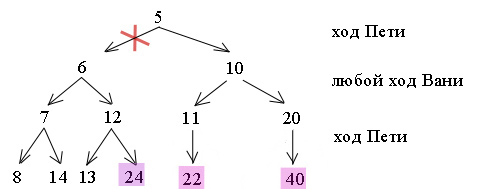 5 ход Пети
6 10 любой ход Вани
7 12 11 20
ход Пети
8 14 13 24 22 40